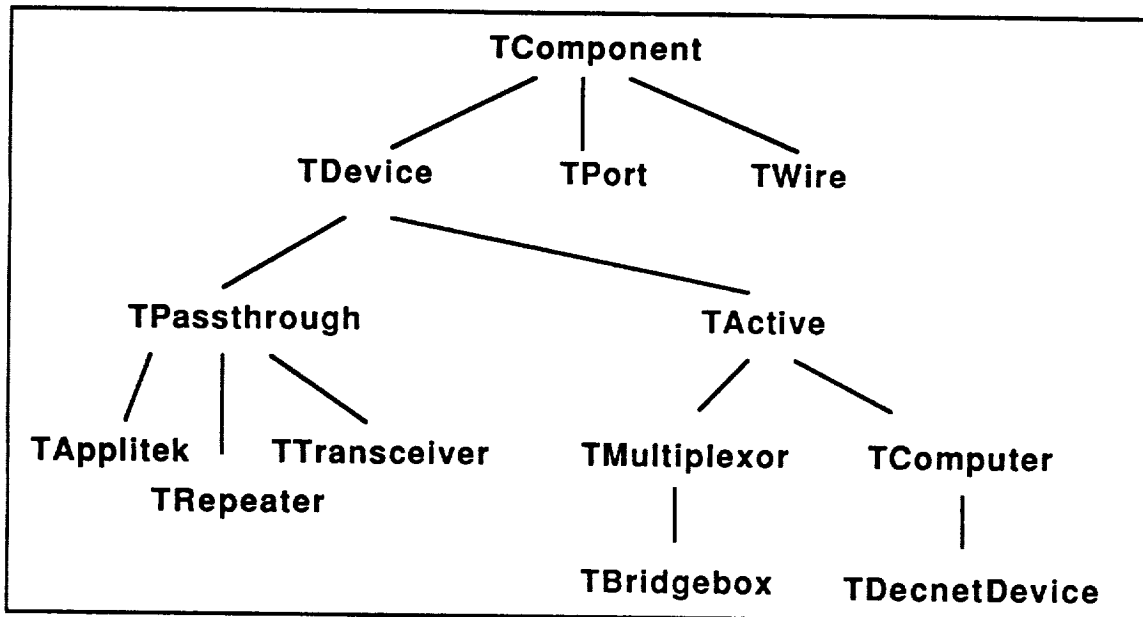 TComponent
TDevice TPort TWire
TPassthrough TActive
TApplitek TTransceiver TMultiplexor TComputer
TRepeater
TBridgebox TDecnetDevice